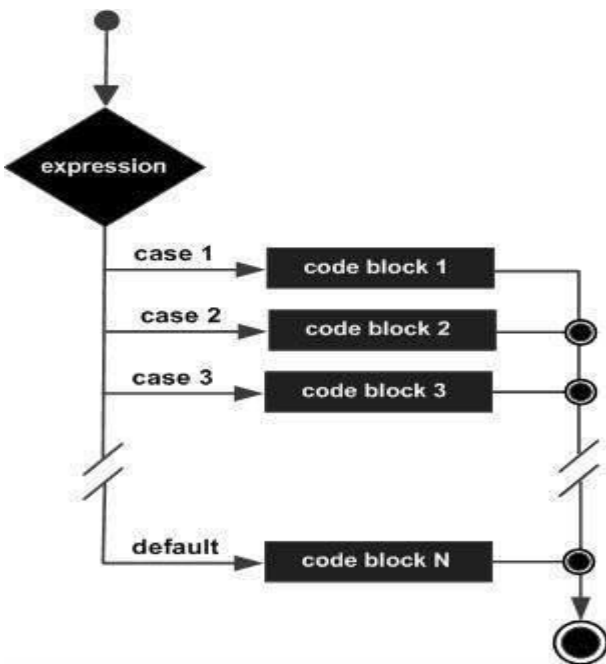 expression
case 1
code block 1
case 2
code block 2
case 3
code block 3
default
code block N